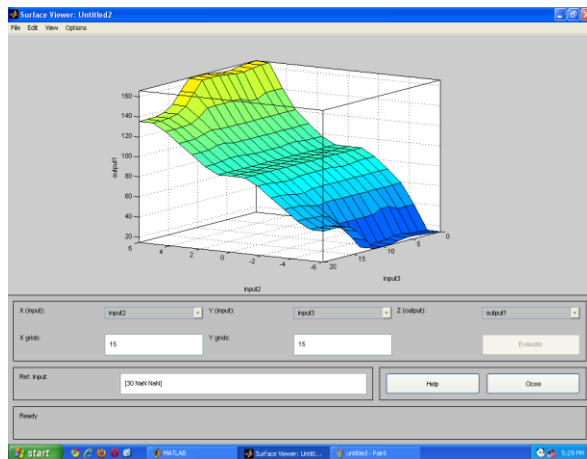 Surface Viewer: Untitled2
File Edit View Options
160
140
120
100
80
60
40
20
output1
6
4
2
0
-2
-4
-6
input2
20
15
10
5
0
input3
X (input):
input2
Y (input):
input3
Z (output):
output1
X grids:
15
Y grids:
15
Evaluate
Ref. Input:
[30 NaN NaN]
Help
Close
Ready
start
MATLAB
Surface Viewer: Untitl...
untitled - Paint
5:29 PM